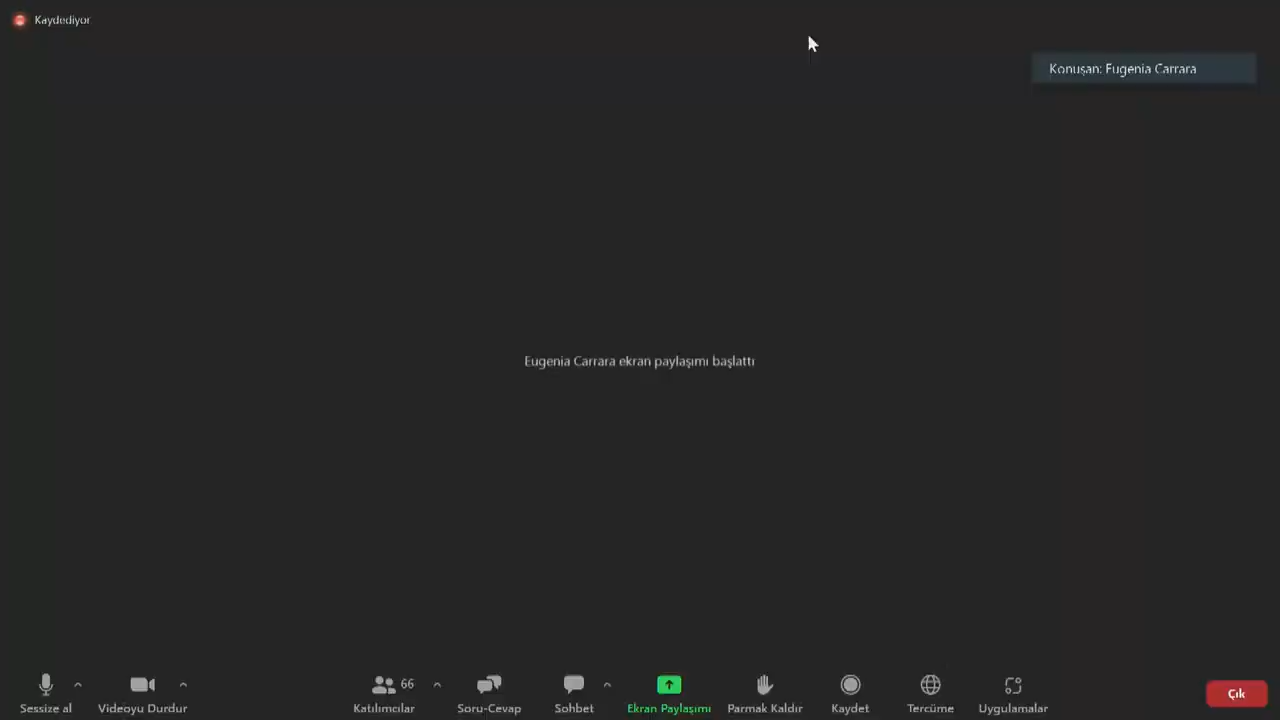 Kaydediyor
Konuşan: Eugenia Carrara
Eugenia Carrara ekran paylaşımı başlattı
66
Sessize al
Videoyu Durdur
Katılımcılar
Soru-Cevap
Sohbet
Ekran Paylaşımı
Parmak Kaldır
Kaydet
Tercüme
Uygulamalar
Çık